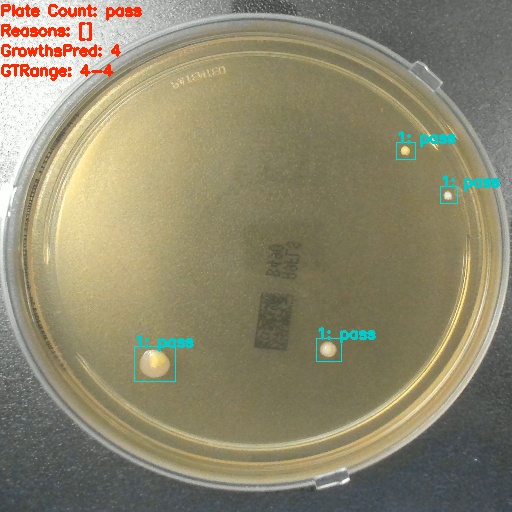 Plate Count: pass
Reasons: []
GrowthsPred: 4
GTRange: 4-4
1: pass
1: pass
1: pass
1: pass